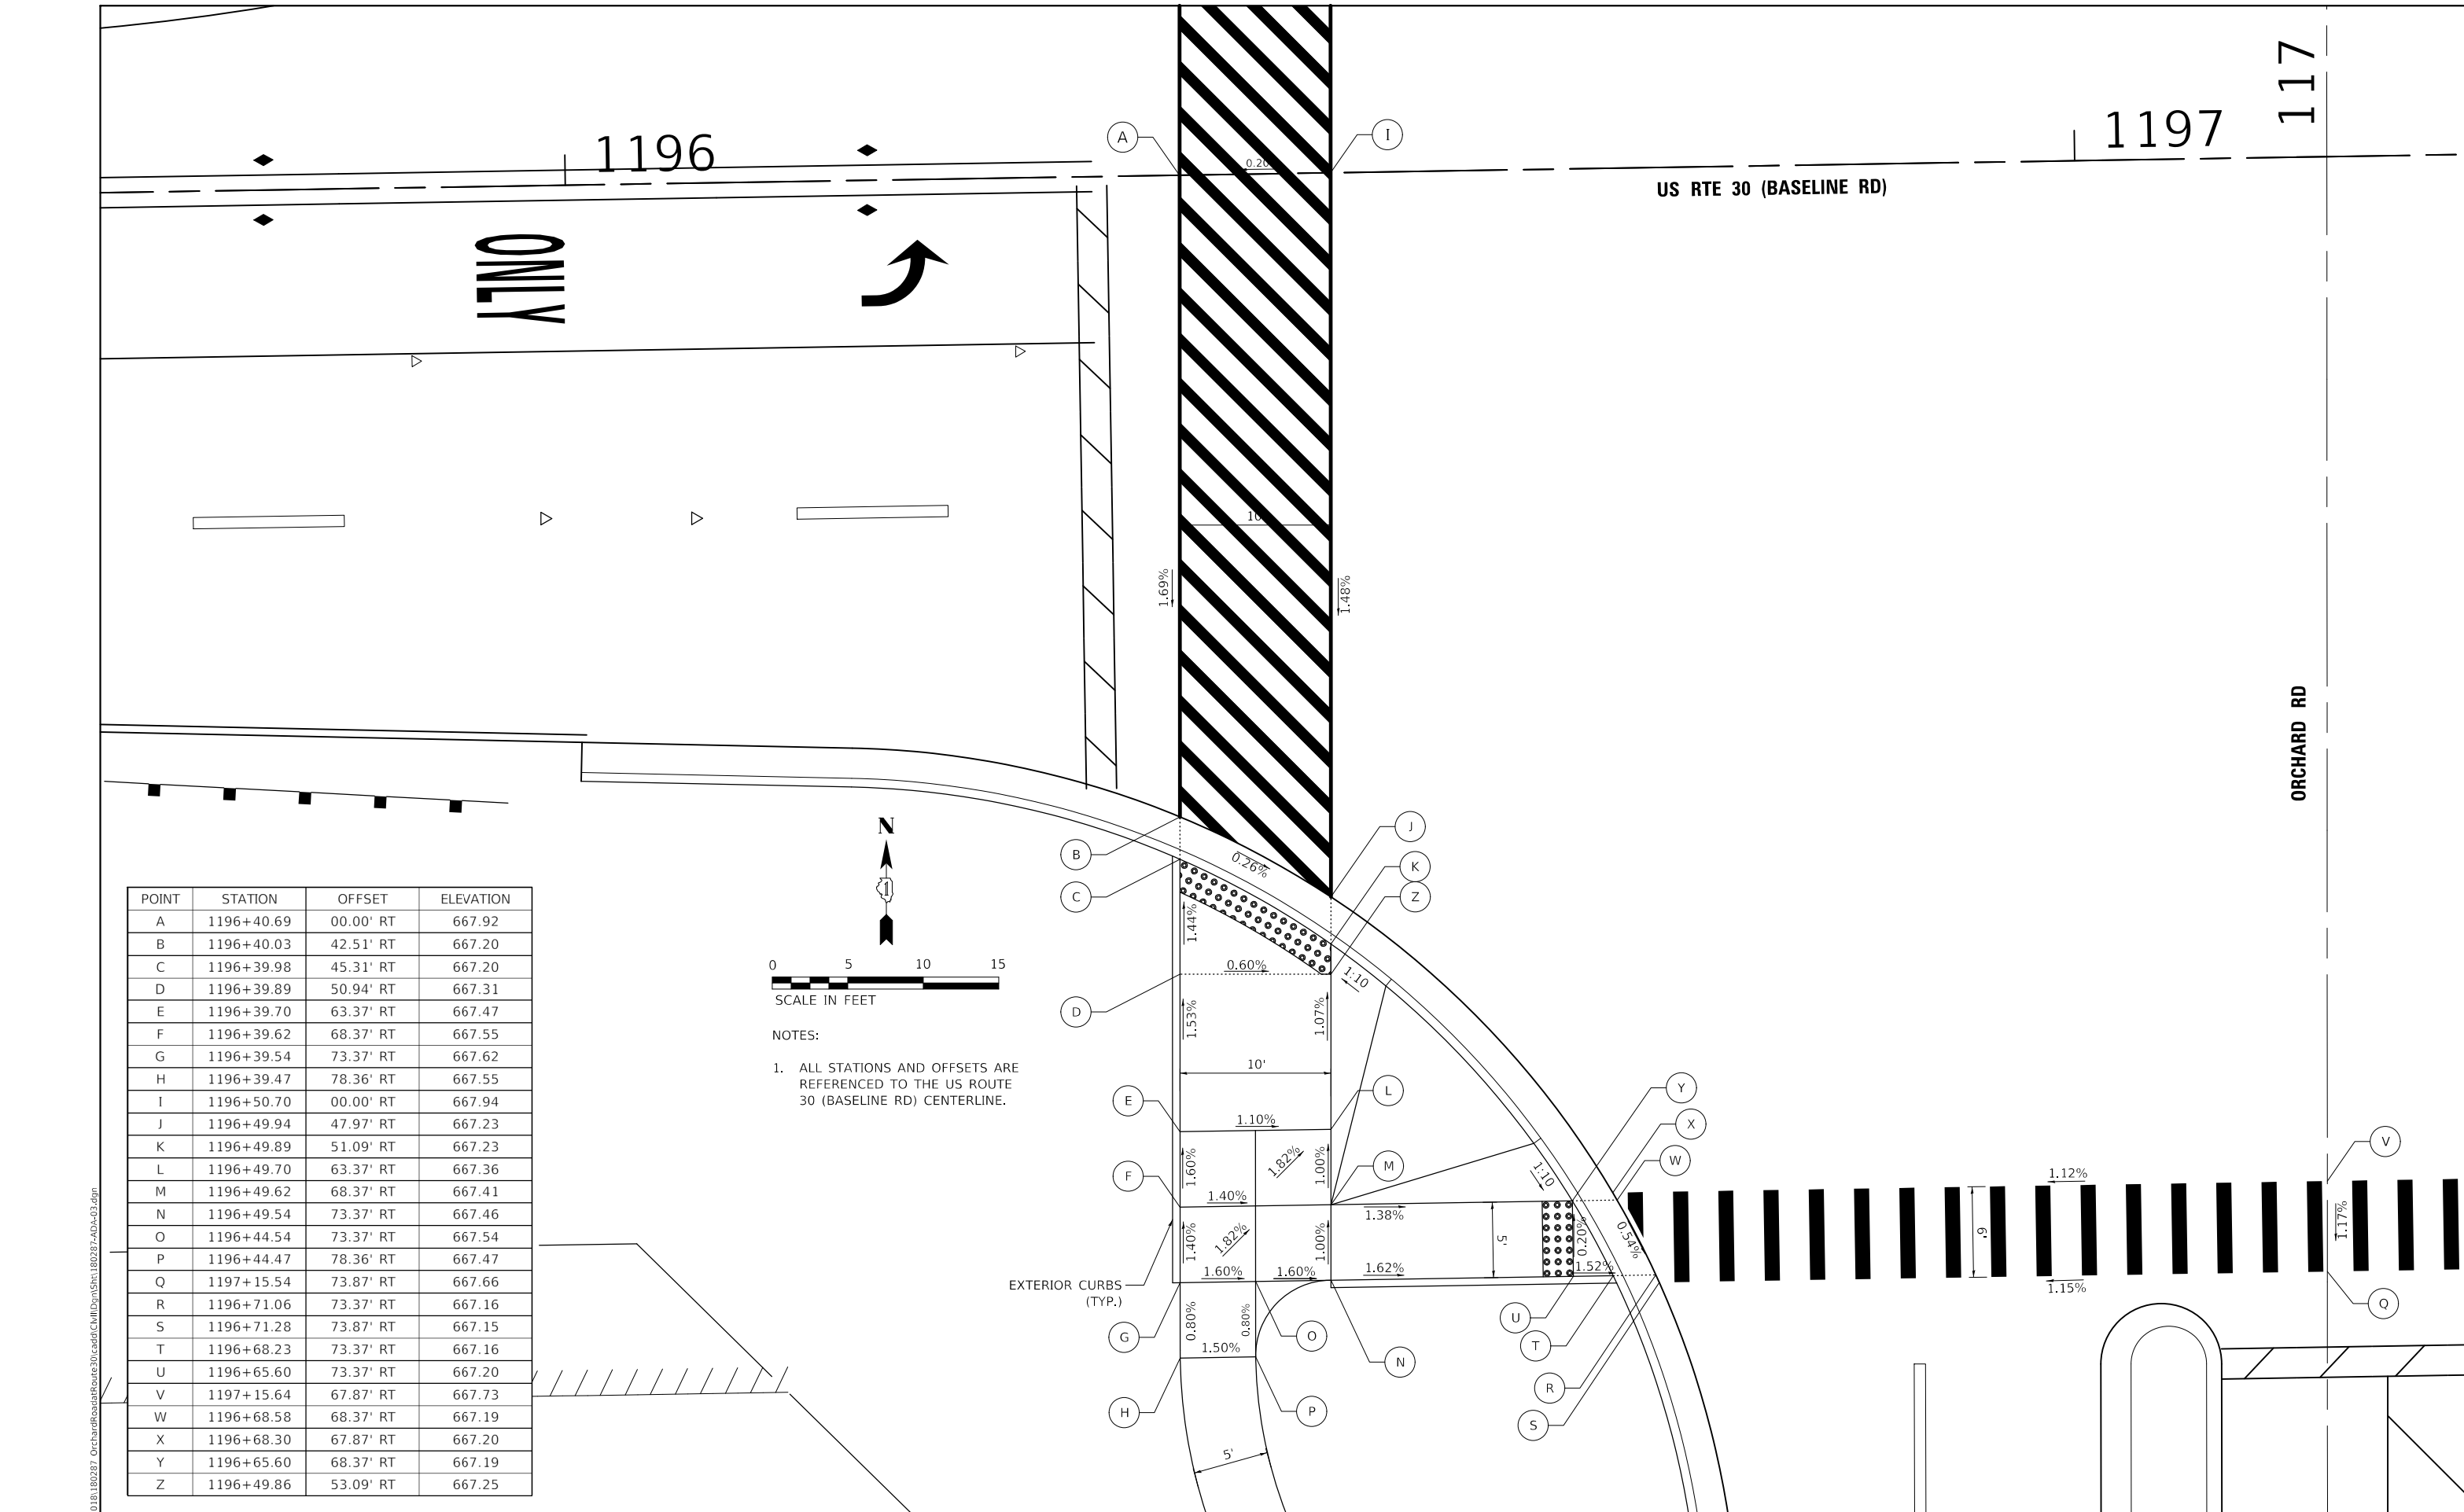 1196
1197
1117
A
I
US RTE 30 (BASELINE RD)
ONLY
1.69%
1.48%
ORCHARD RD
N
1
0 5 10 15
SCALE IN FEET
NOTES:
1. ALL STATIONS AND OFFSETS ARE
REFERENCED TO THE US ROUTE
30 (BASELINE RD) CENTERLINE.
POINT STATION OFFSET ELEVATION
A 1196+40.69 00.00' RT 667.92
B 1196+40.03 42.51' RT 667.20
C 1196+39.98 45.31' RT 667.20
D 1196+39.89 50.94' RT 667.31
E 1196+39.70 63.37' RT 667.47
F 1196+39.62 68.37' RT 667.55
G 1196+39.54 73.37' RT 667.62
H 1196+39.47 78.36' RT 667.55
I 1196+50.70 00.00' RT 667.94
J 1196+49.94 47.97' RT 667.23
K 1196+49.89 51.09' RT 667.23
L 1196+49.70 63.37' RT 667.36
M 1196+49.62 68.37' RT 667.41
N 1196+49.54 73.37' RT 667.46
O 1196+44.54 73.37' RT 667.54
P 1196+44.47 78.36' RT 667.47
Q 1197+15.54 73.87' RT 667.66
R 1196+71.06 73.37' RT 667.16
S 1196+71.28 73.87' RT 667.15
T 1196+68.23 73.37' RT 667.16
U 1196+65.60 73.37' RT 667.20
V 1197+15.64 67.87' RT 667.73
W 1196+68.58 68.37' RT 667.19
X 1196+68.30 67.87' RT 667.20
Y 1196+65.60 68.37' RT 667.19
Z 1196+49.86 53.09' RT 667.25
J
B
0.26%
K
C
Z
1.44%
0.60%
1:10
D
1.53%
1.07%
10'
E
L
1.10%
Y
X
W
V
1.60%
1.82%
1.00%
M
F
1.40%
1:10
1.12%
1.38%
1.40%
1.82%
1.00%
5'
0.20%
0.54%
6'
1.17%
1.60%
1.60%
1.62%
1.52%
1.15%
EXTERIOR CURBS
(TYP.)
Q
0.80%
0.80%
G
O
U
T
1.50%
N
R
H
P
S
5'